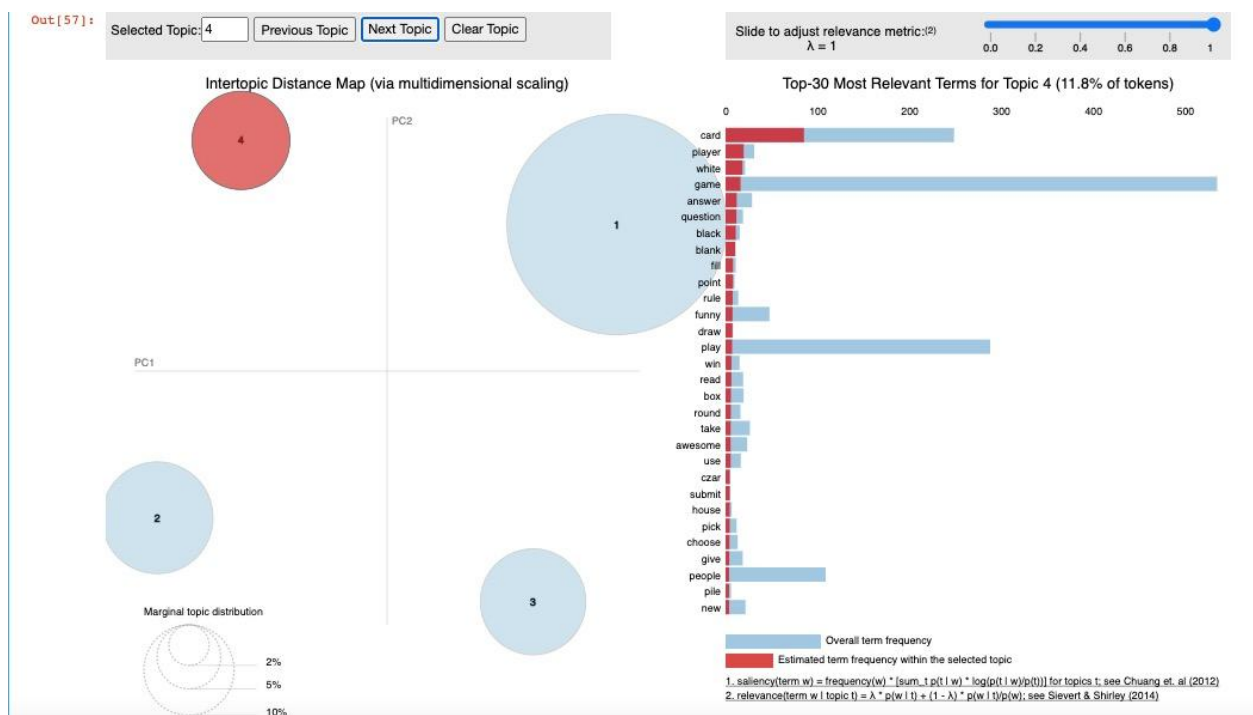 Out[57]:
Selected Topic: 4 Previous Topic Next Topic Clear Topic
Slide to adjust relevance metric:(2)
λ = 1
0.0 0.2 0.4 0.6 0.8 1
Intertopic Distance Map (via multidimensional scaling)
PC2
PC1
4
1
2
3
Marginal topic distribution
2%
5%
10%
Top-30 Most Relevant Terms for Topic 4 (11.8% of tokens)
0 100 200 300 400 500
card
player
white
game
answer
question
black
blank
fill
point
rule
funny
draw
play
win
read
box
round
take
awesome
use
czar
submit
house
pick
choose
give
people
pile
new
Overall term frequency
Estimated term frequency within the selected topic
1. saliency(term w) = frequency(w) * [sum_t p(t | w) * log(p(t | w)/p(t))] for topics t; see Chuang et. al (2012)
2. relevance(term w | topic t) = λ * p(w | t) + (1 - λ) * p(w | t)/p(w); see Sievert & Shirley (2014)